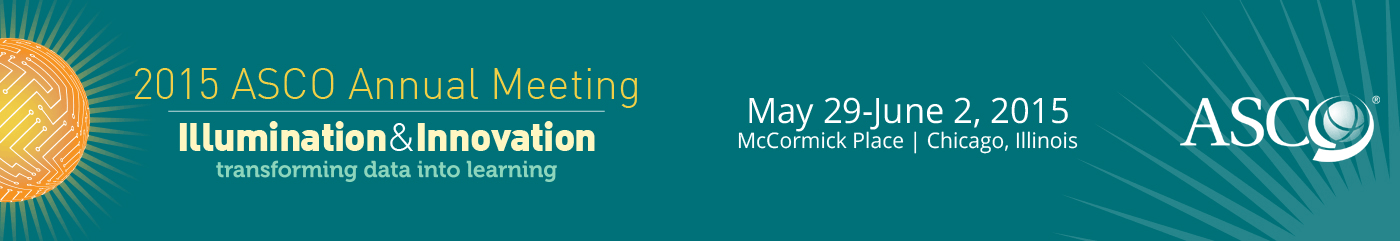 2015 ASCO Annual Meeting
Illumination&Innovation
transforming data into learning
May 29-June 2, 2015
McCormick Place | Chicago, Illinois
ASCO®